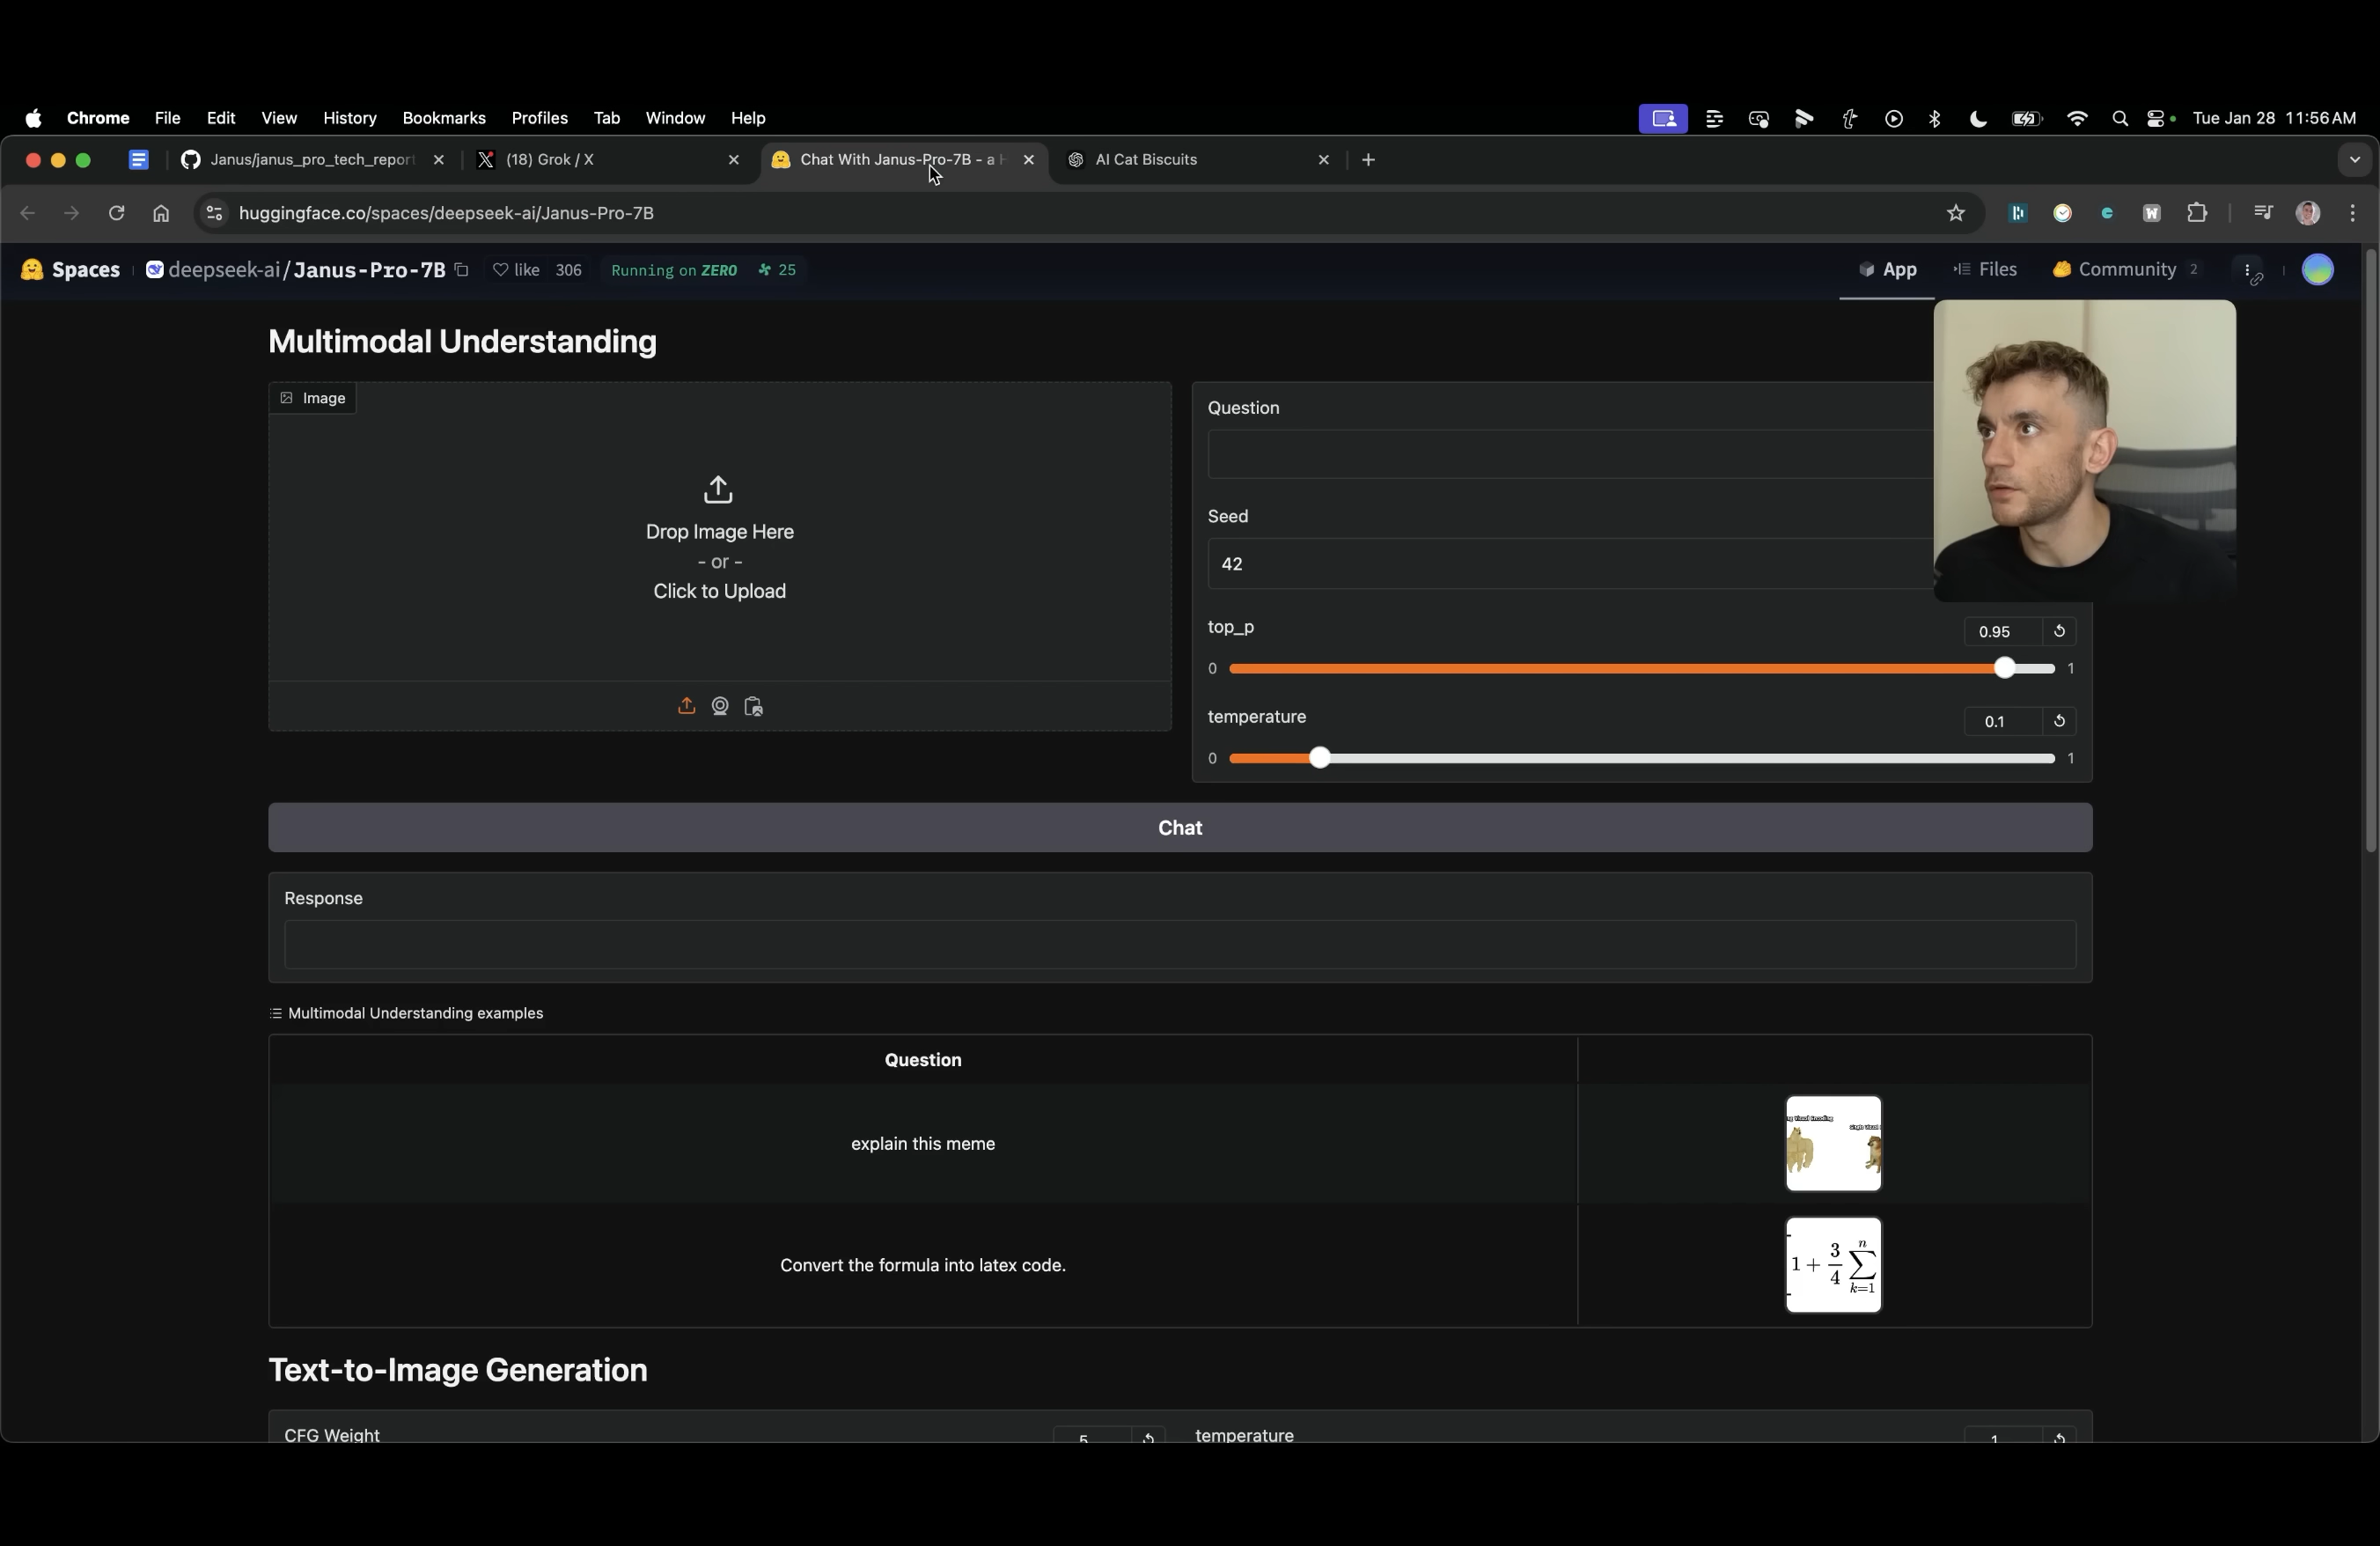 Chrome File Edit View History Bookmarks Profiles Tab Window Help Tue Jan 28 11:56 AM
Janus/janus_pro_tech_report (18) Grok / X Chat With Janus-Pro-7B - a H AI Cat Biscuits
huggingface.co/spaces/deepseek-ai/Janus-Pro-7B
Spaces deepseek-ai/Janus-Pro-7B like 306 Running on ZERO 25 App Files Community 2
Multimodal Understanding
Image
Drop Image Here
- or -
Click to Upload
Question
Seed
42
top_p 0.95
0 1
temperature 0.1
0 1
Chat
Response
Multimodal Understanding examples
Question
explain this meme
Convert the formula into latex code.
n
1 + 3/4 ∑
k=1
Text-to-Image Generation
CFG Weight 5 temperature 1